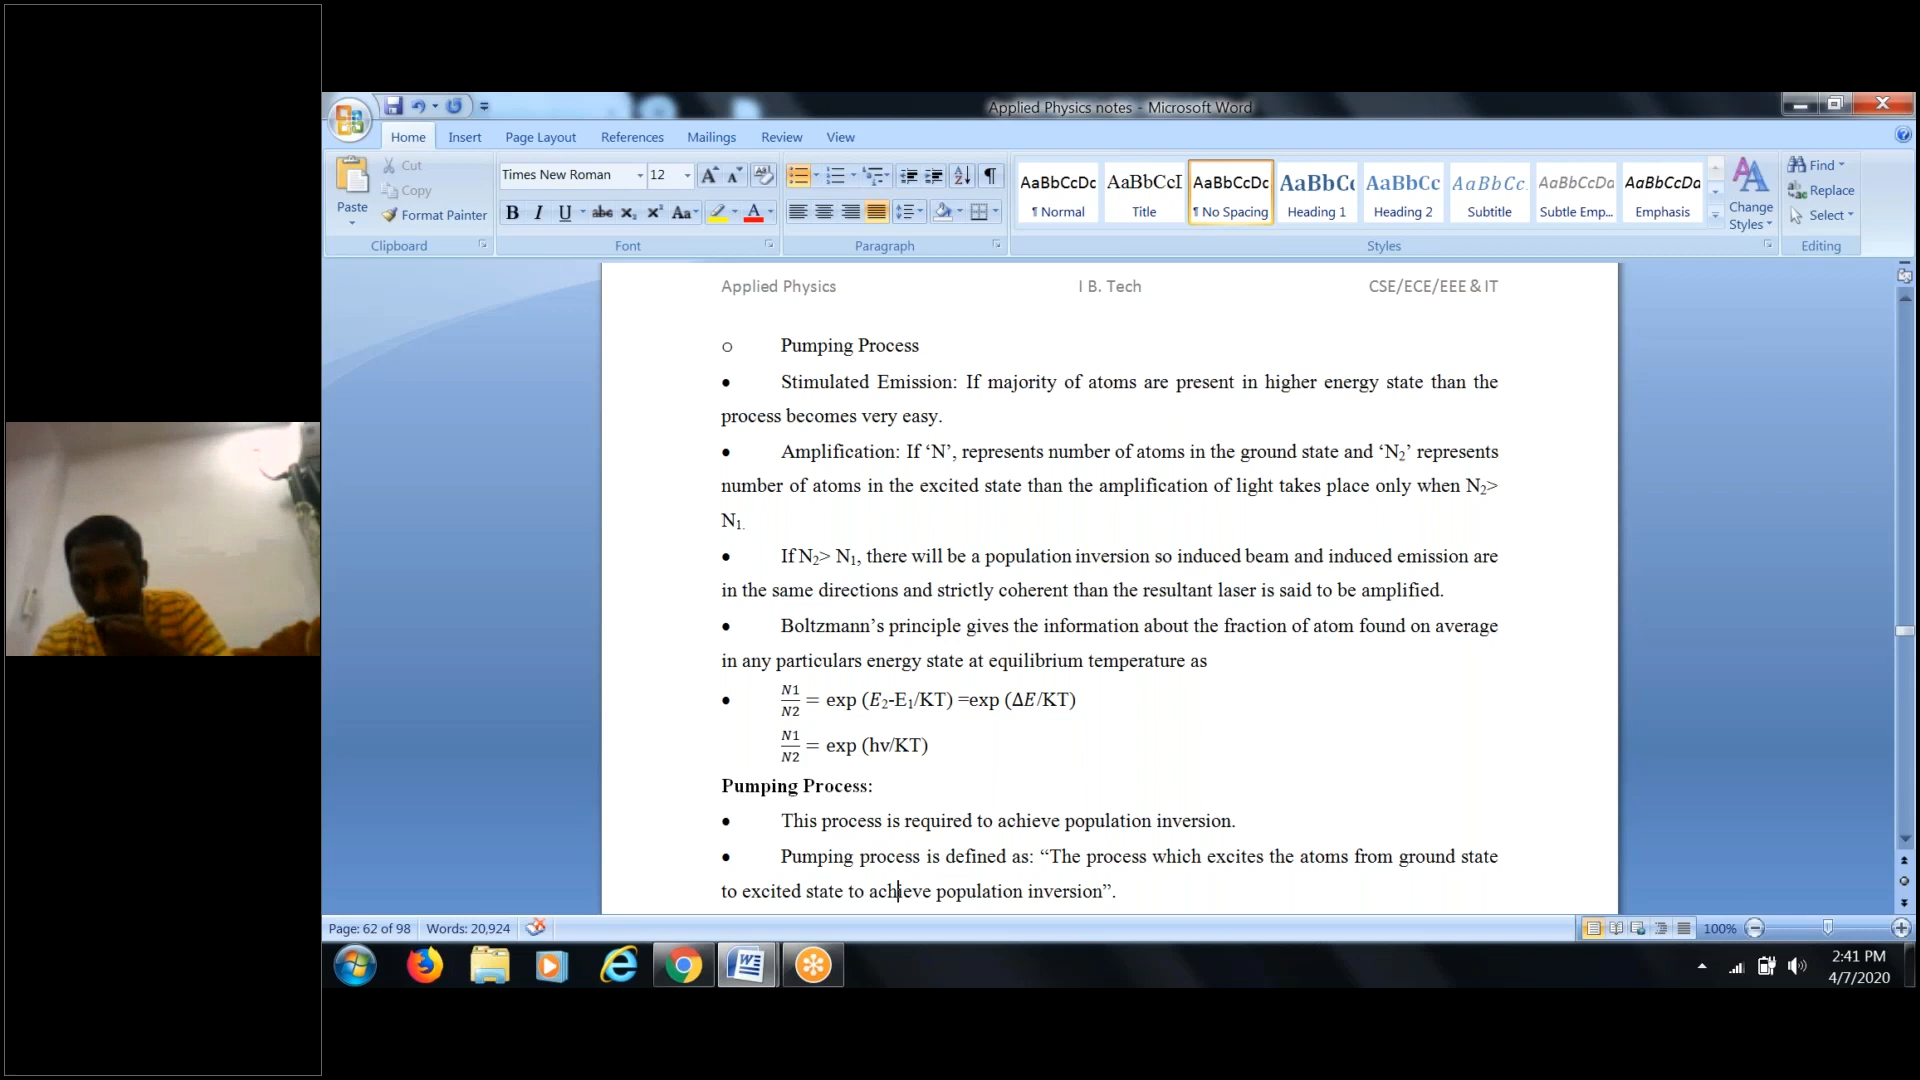 Applied Physics notes - Microsoft Word
Home Insert Page Layout References Mailings Review View
Paste
Cut
Copy
Format Painter
Clipboard
Times New Roman 12
Font
Paragraph
AaBbCcDc AaBbCcI AaBbCcDc AaBbCc AaBbCc AaBbCc. AaBbCcDa AaBbCcDa
¶ Normal Title ¶ No Spacing Heading 1 Heading 2 Subtitle Subtle Emp... Emphasis
Change Styles
Styles
Find
Replace
Select
Editing
Applied Physics I B. Tech CSE/ECE/EEE & IT
o Pumping Process
• Stimulated Emission: If majority of atoms are present in higher energy state than the
process becomes very easy.
• Amplification: If ‘N’, represents number of atoms in the ground state and ‘N₂’ represents
number of atoms in the excited state than the amplification of light takes place only when N₂>
N₁.
• If N₂> N₁, there will be a population inversion so induced beam and induced emission are
in the same directions and strictly coherent than the resultant laser is said to be amplified.
• Boltzmann’s principle gives the information about the fraction of atom found on average
in any particulars energy state at equilibrium temperature as
• N1/N2 = exp (E₂-E₁/KT) =exp (ΔE/KT)
N1/N2 = exp (hν/KT)
Pumping Process:
• This process is required to achieve population inversion.
• Pumping process is defined as: “The process which excites the atoms from ground state
to excited state to achieve population inversion”.
Page: 62 of 98 Words: 20,924 100%
2:41 PM
4/7/2020